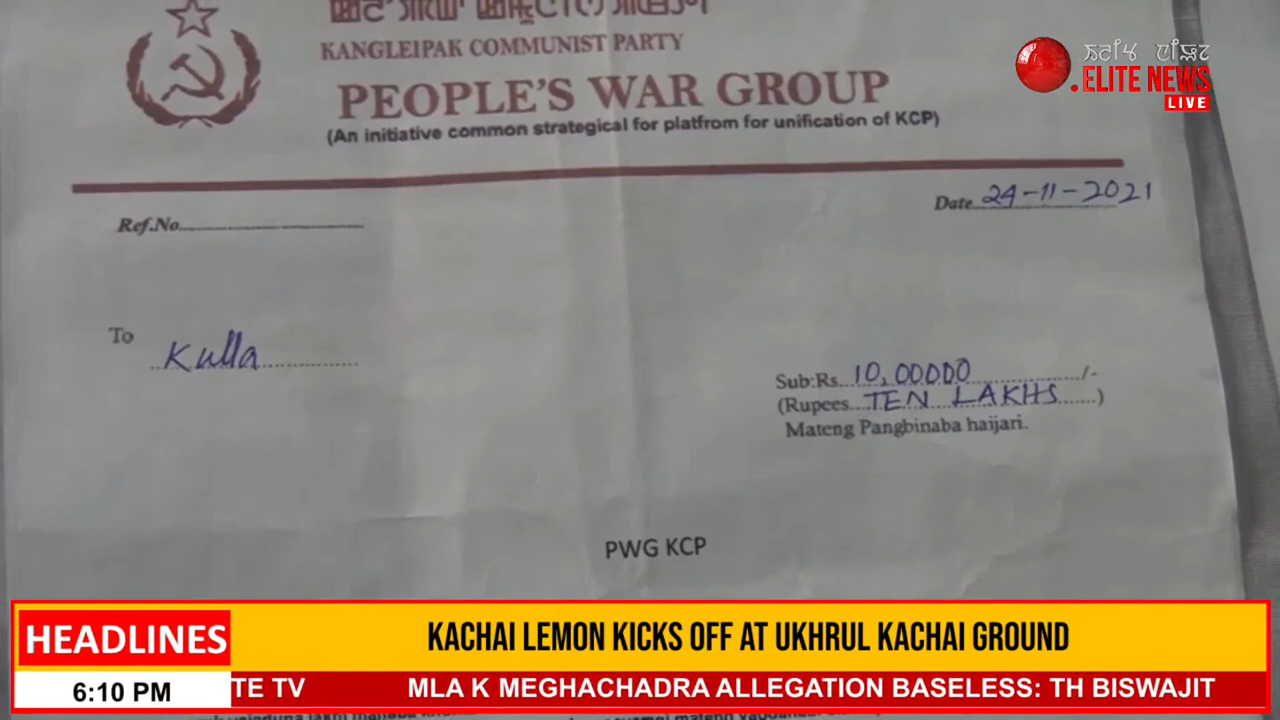 KANGLEIPAK COMMUNIST PARTY
PEOPLE'S WAR GROUP
(An initiative common strategical for platfrom for unification of KCP)
ELITE NEWS
LIVE
Date 24-11-2021
Ref.No
To
Kulla
Sub:Rs. 10,00000 /-
(Rupees TEN LAKHS )
Mateng Pangbinaba haijari.
PWG KCP
HEADLINES
KACHAI LEMON KICKS OFF AT UKHRUL KACHAI GROUND
6:10 PM
TE TV MLA K MEGHACHADRA ALLEGATION BASELESS: TH BISWAJIT